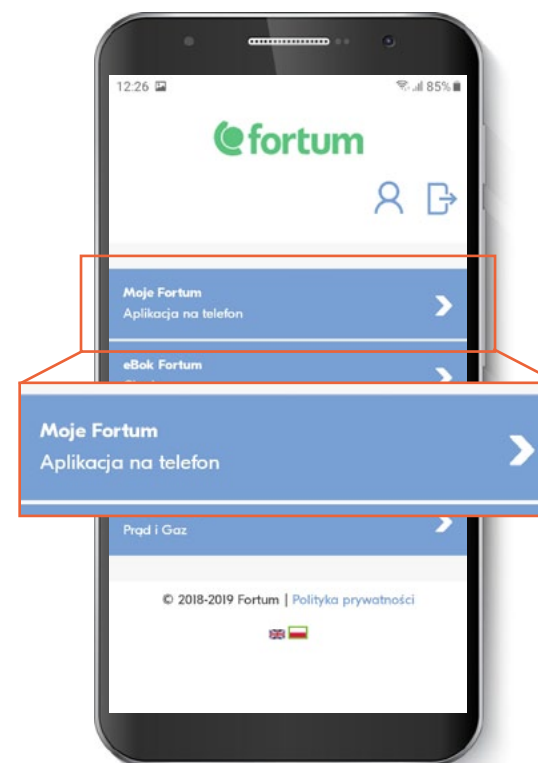 12:26 85%
fortum
Moje Fortum
Aplikacja na telefon
eBok Fortum
Moje Fortum
Aplikacja na telefon
Prąd i Gaz
© 2018-2019 Fortum | Polityka prywatności